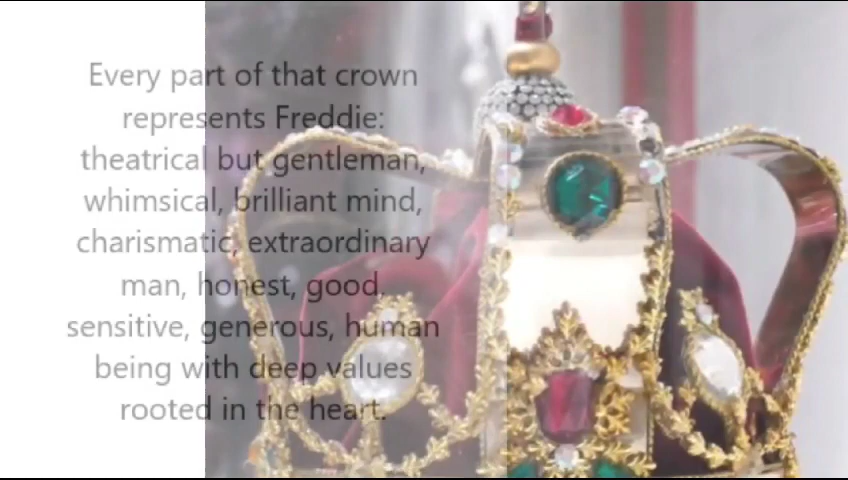 Every part of that crown
represents Freddie:
theatrical but gentleman,
whimsical, brilliant mind,
charismatic, extraordinary
man, honest, good.
sensitive, generous, human
being with deep values
rooted in the heart.